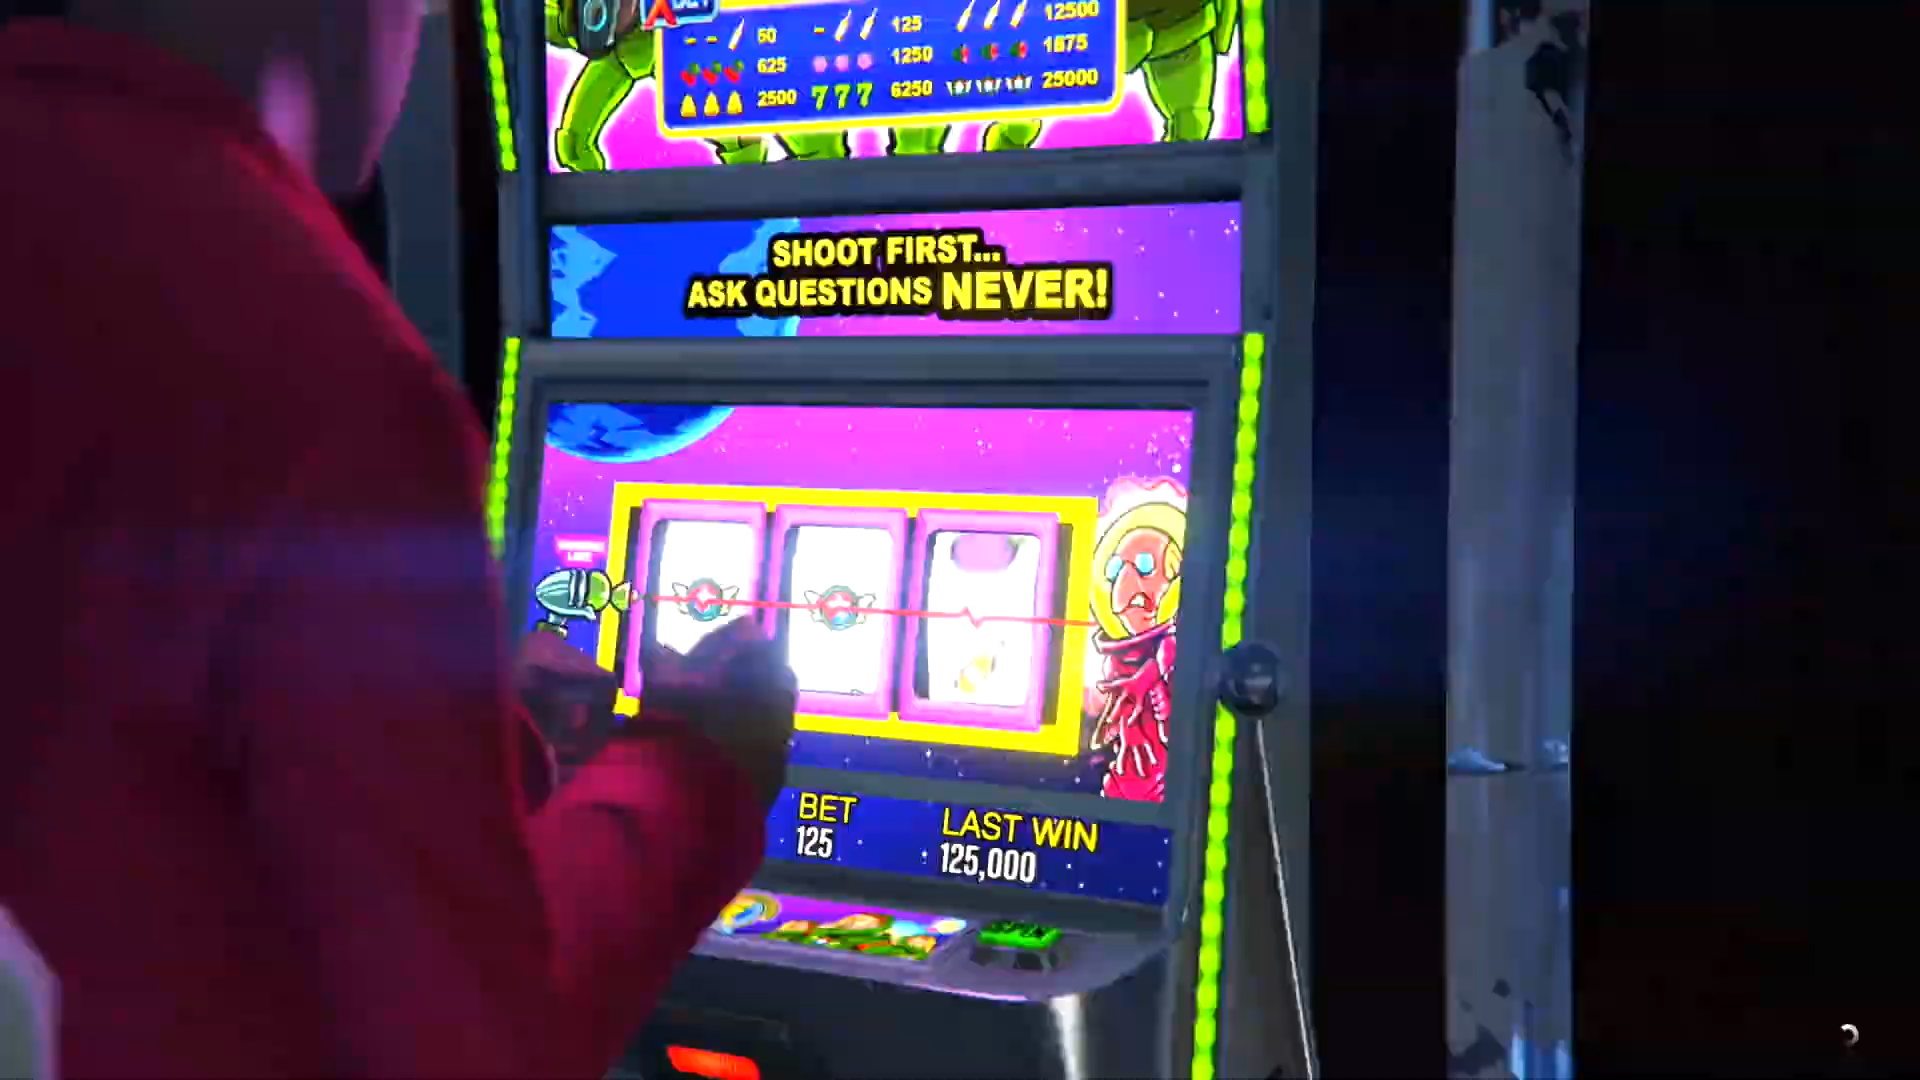 50 125 12500
625 1250 1875
2500 777 6250 25000
SHOOT FIRST...
ASK QUESTIONS NEVER!
BET
125
LAST WIN
125,000
SPIN